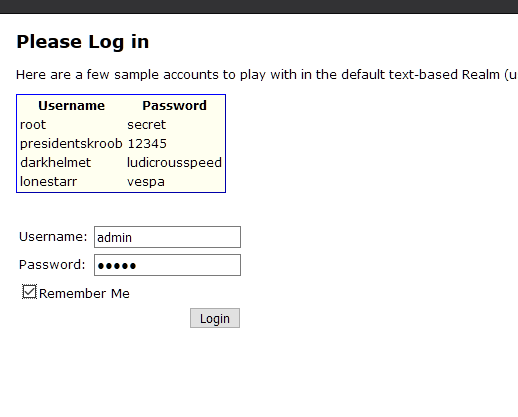 Please Log in
Here are a few sample accounts to play with in the default text-based Realm (u
Username Password
root secret
presidentskroob 12345
darkhelmet ludicrousspeed
lonestarr vespa
Username: admin
Password: ●●●●●
Remember Me
Login